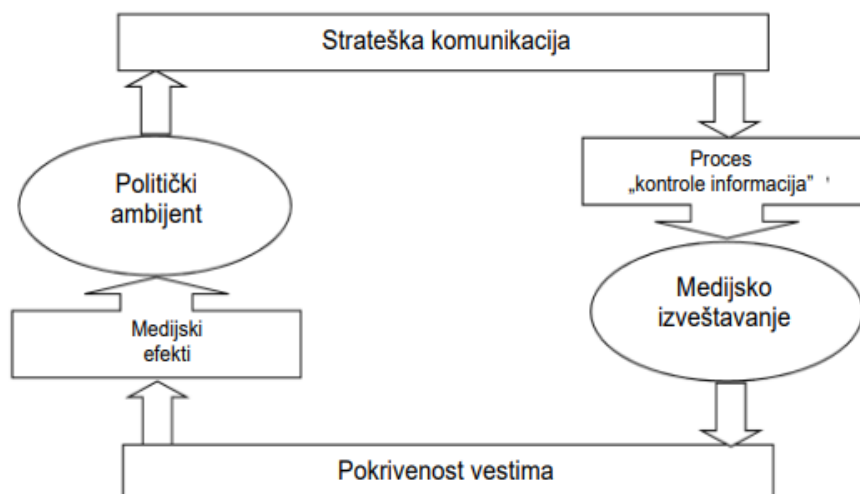 Strateška komunikacija
Proces
„kontrole informacija”
Politički
ambijent
Medijsko
izveštavanje
Medijski
efekti
Pokrivenost vestima